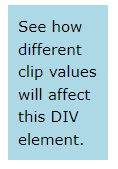 See how
different
clip values
will affect
this DIV
element.